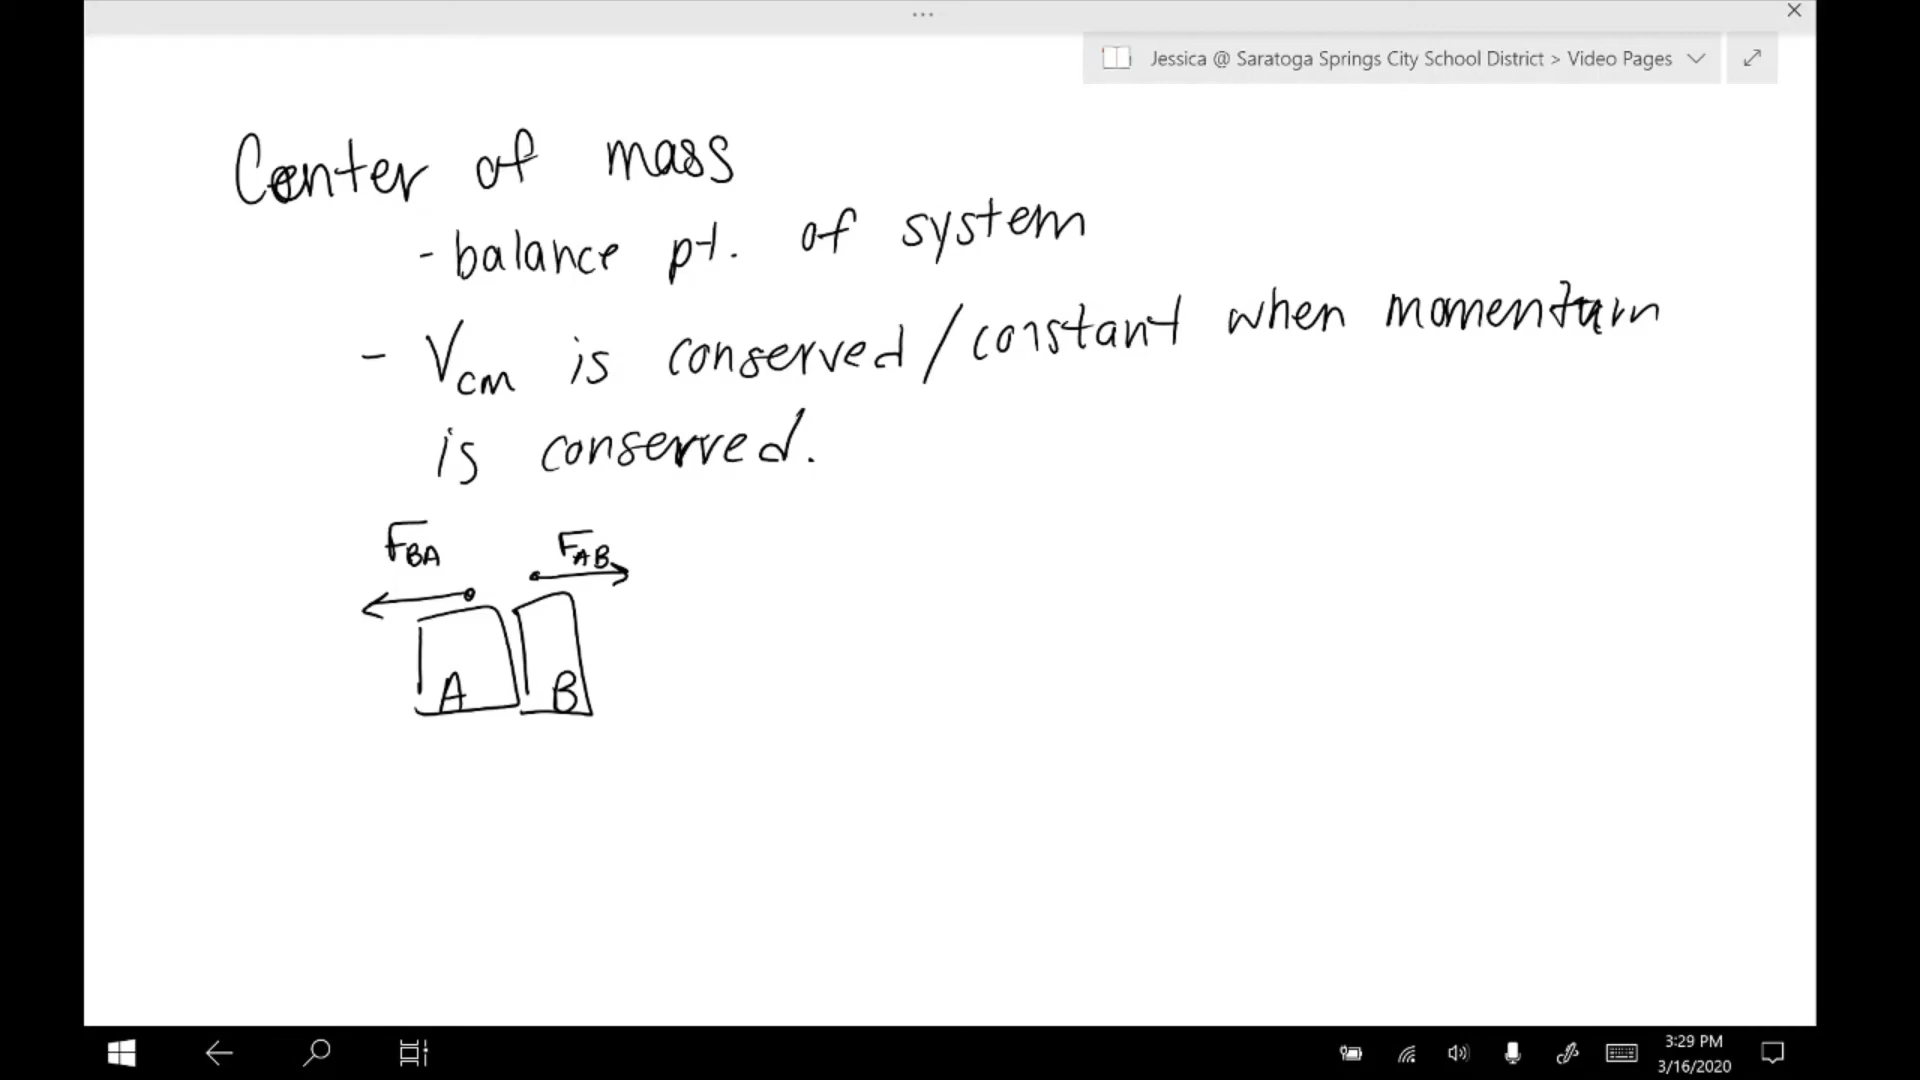 ...
Jessica @ Saratoga Springs City School District > Video Pages
Center of mass
- balance pt. of system
- Vcm is conserved/constant when momentum
is conserved.
FBA
FAB
A
B
3:29 PM
3/16/2020